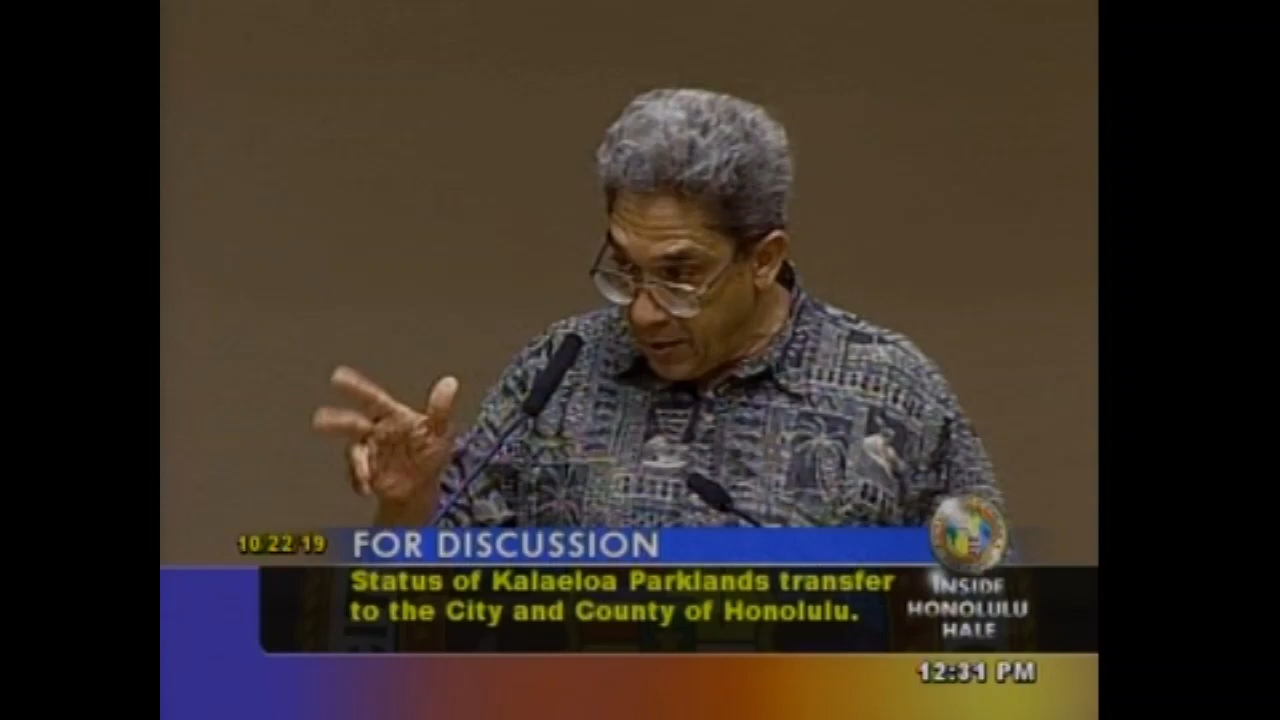 10/22/19
FOR DISCUSSION
Status of Kalaeloa Parklands transfer
to the City and County of Honolulu.
INSIDE
HONOLULU
HALE
12:31 PM